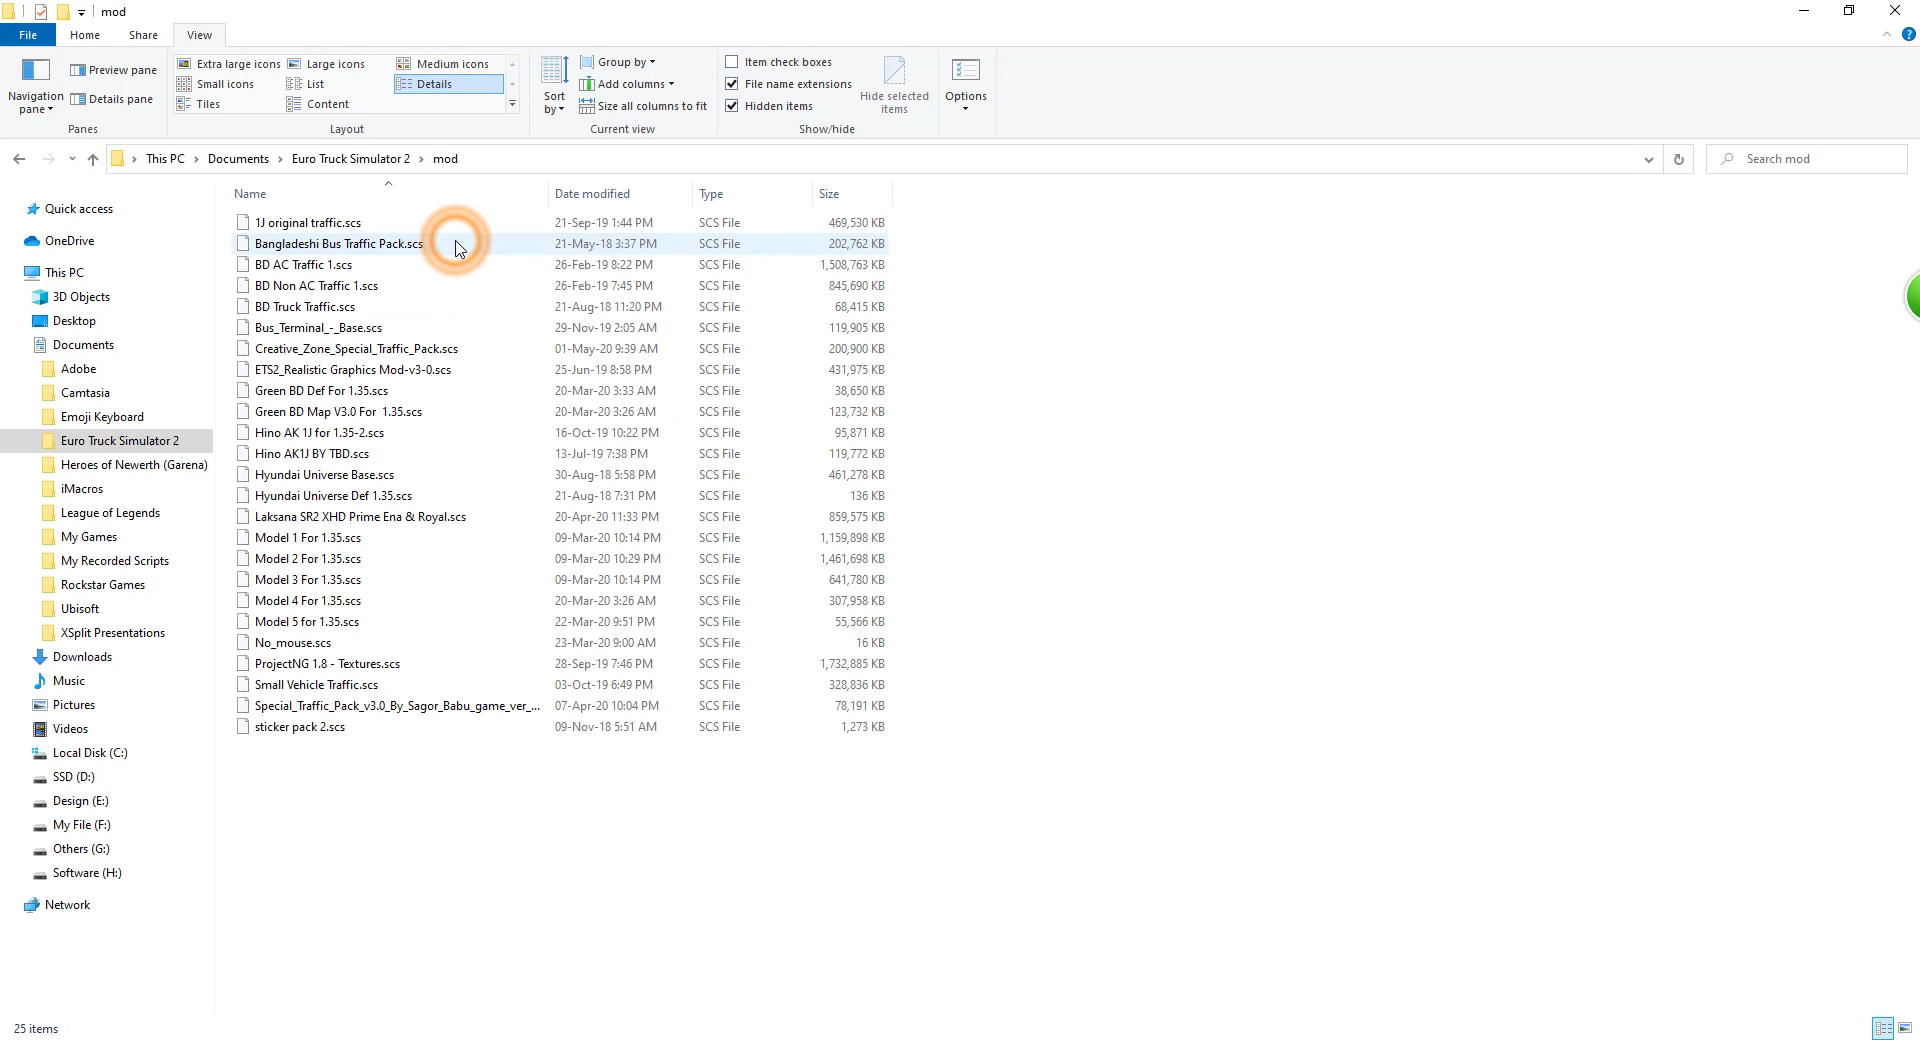 mod
File Home Share View
Navigation pane
Preview pane
Details pane
Panes
Extra large icons Large icons Medium icons
Small icons List Details
Tiles Content
Layout
Sort by
Group by
Add columns
Size all columns to fit
Current view
Item check boxes
File name extensions
Hidden items
Hide selected items
Show/hide
Options
This PC Documents Euro Truck Simulator 2 mod
Search mod
Quick access
OneDrive
This PC
3D Objects
Desktop
Documents
Adobe
Camtasia
Emoji Keyboard
Euro Truck Simulator 2
Heroes of Newerth (Garena)
iMacros
League of Legends
My Games
My Recorded Scripts
Rockstar Games
Ubisoft
XSplit Presentations
Downloads
Music
Pictures
Videos
Local Disk (C:)
SSD (D:)
Design (E:)
My File (F:)
Others (G:)
Software (H:)
Network
Name Date modified Type Size
1J original traffic.scs 21-Sep-19 1:44 PM SCS File 469,530 KB
Bangladeshi Bus Traffic Pack.scs 21-May-18 3:37 PM SCS File 202,762 KB
BD AC Traffic 1.scs 26-Feb-19 8:22 PM SCS File 1,508,763 KB
BD Non AC Traffic 1.scs 26-Feb-19 7:45 PM SCS File 845,690 KB
BD Truck Traffic.scs 21-Aug-18 11:20 PM SCS File 68,415 KB
Bus_Terminal_-_Base.scs 29-Nov-19 2:05 AM SCS File 119,905 KB
Creative_Zone_Special_Traffic_Pack.scs 01-May-20 9:39 AM SCS File 200,900 KB
ETS2_Realistic Graphics Mod-v3-0.scs 25-Jun-19 8:58 PM SCS File 431,975 KB
Green BD Def For 1.35.scs 20-Mar-20 3:33 AM SCS File 38,650 KB
Green BD Map V3.0 For 1.35.scs 20-Mar-20 3:26 AM SCS File 123,732 KB
Hino AK 1J for 1.35-2.scs 16-Oct-19 10:22 PM SCS File 95,871 KB
Hino AK1J BY TBD.scs 13-Jul-19 7:38 PM SCS File 119,772 KB
Hyundai Universe Base.scs 30-Aug-18 5:58 PM SCS File 461,278 KB
Hyundai Universe Def 1.35.scs 21-Aug-18 7:31 PM SCS File 136 KB
Laksana SR2 XHD Prime Ena & Royal.scs 20-Apr-20 11:33 PM SCS File 859,575 KB
Model 1 For 1.35.scs 09-Mar-20 10:14 PM SCS File 1,159,898 KB
Model 2 For 1.35.scs 09-Mar-20 10:29 PM SCS File 1,461,698 KB
Model 3 For 1.35.scs 09-Mar-20 10:14 PM SCS File 641,780 KB
Model 4 For 1.35.scs 20-Mar-20 3:26 AM SCS File 307,958 KB
Model 5 for 1.35.scs 22-Mar-20 9:51 PM SCS File 55,566 KB
No_mouse.scs 23-Mar-20 9:00 AM SCS File 16 KB
ProjectNG 1.8 - Textures.scs 28-Sep-19 7:46 PM SCS File 1,732,885 KB
Small Vehicle Traffic.scs 03-Oct-19 6:49 PM SCS File 328,836 KB
Special_Traffic_Pack_v3.0_By_Sagor_Babu_game_ver_... 07-Apr-20 10:04 PM SCS File 78,191 KB
sticker pack 2.scs 09-Nov-18 5:51 AM SCS File 1,273 KB
25 items